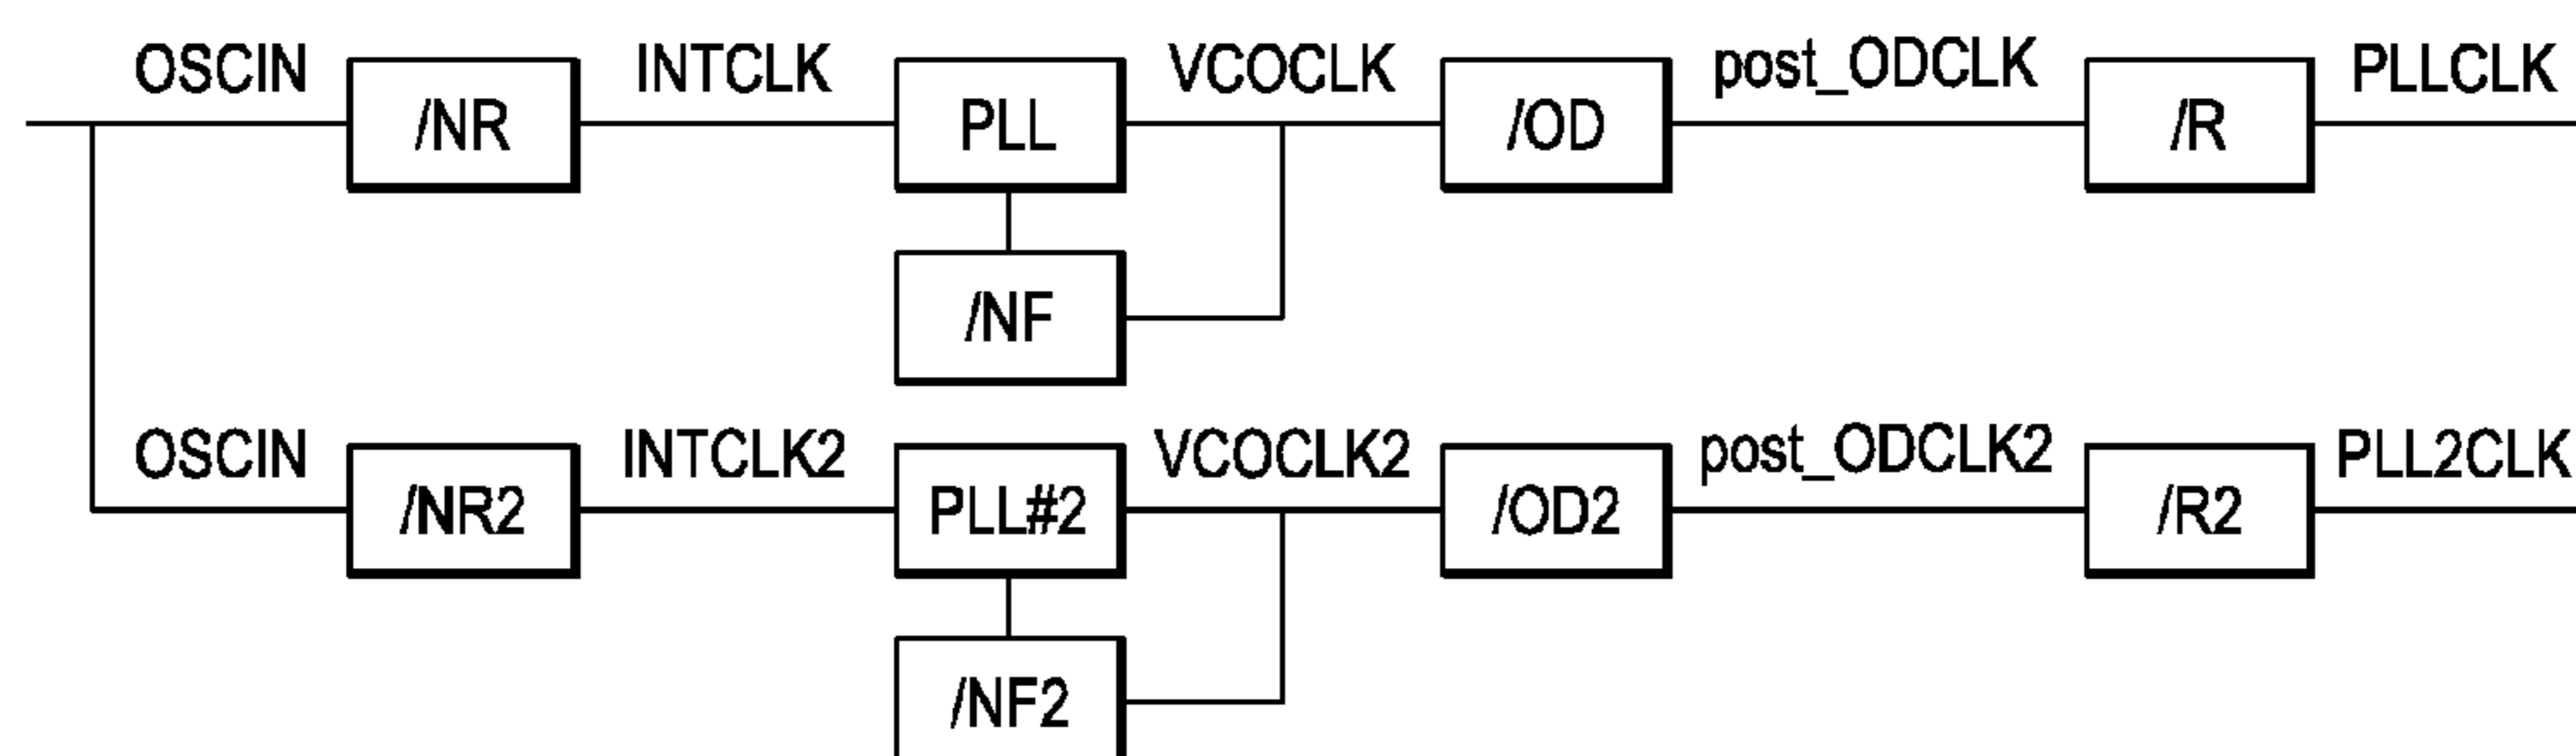 OSCIN INTCLK VCOCLK post_ODCLK PLLCLK
/NR PLL /OD /R
/NF
OSCIN INTCLK2 VCOCLK2 post_ODCLK2 PLL2CLK
/NR2 PLL#2 /OD2 /R2
/NF2